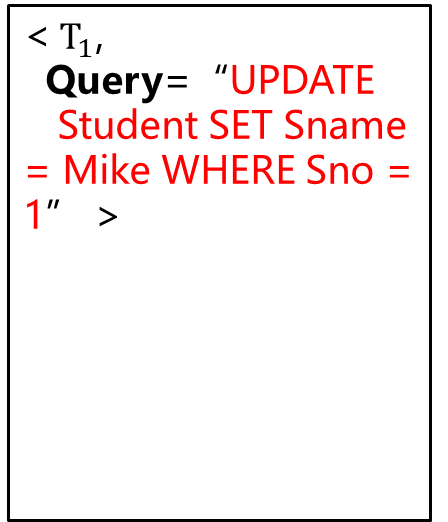 < T₁,
Query= “UPDATE
Student SET Sname
= Mike WHERE Sno =
1” >